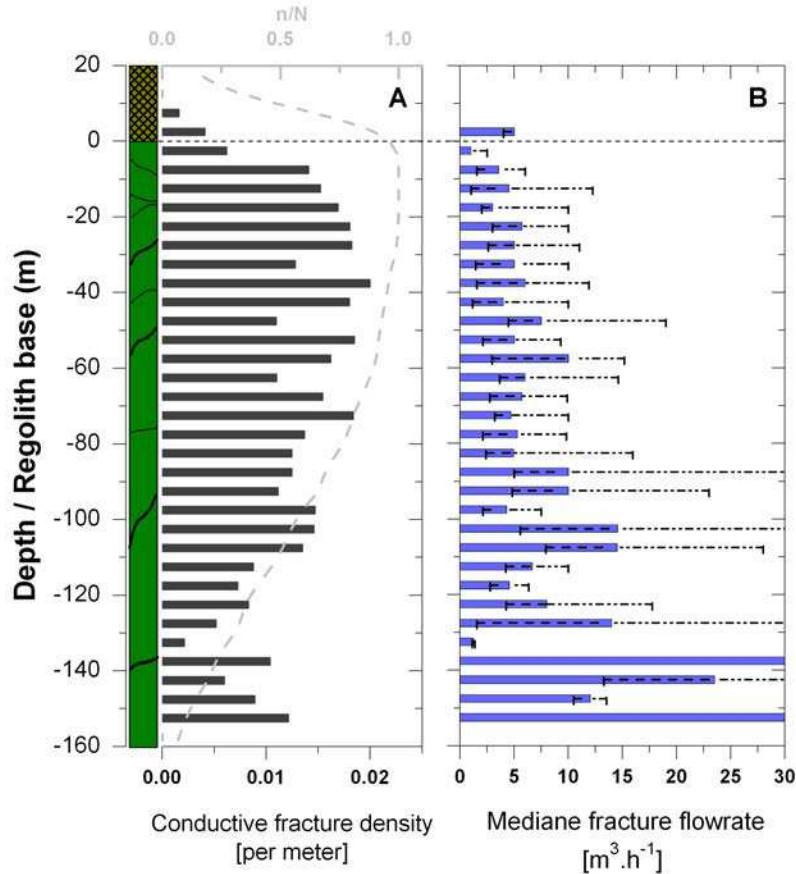 n/N
0.0 0.5 1.0
A
B
20
0
-20
-40
-60
-80
-100
-120
-140
-160
Depth / Regolith base (m)
0.00 0.01 0.02
0 5 10 15 20 25 30
Conductive fracture density
[per meter]
Mediane fracture flowrate
[m³.h⁻¹]